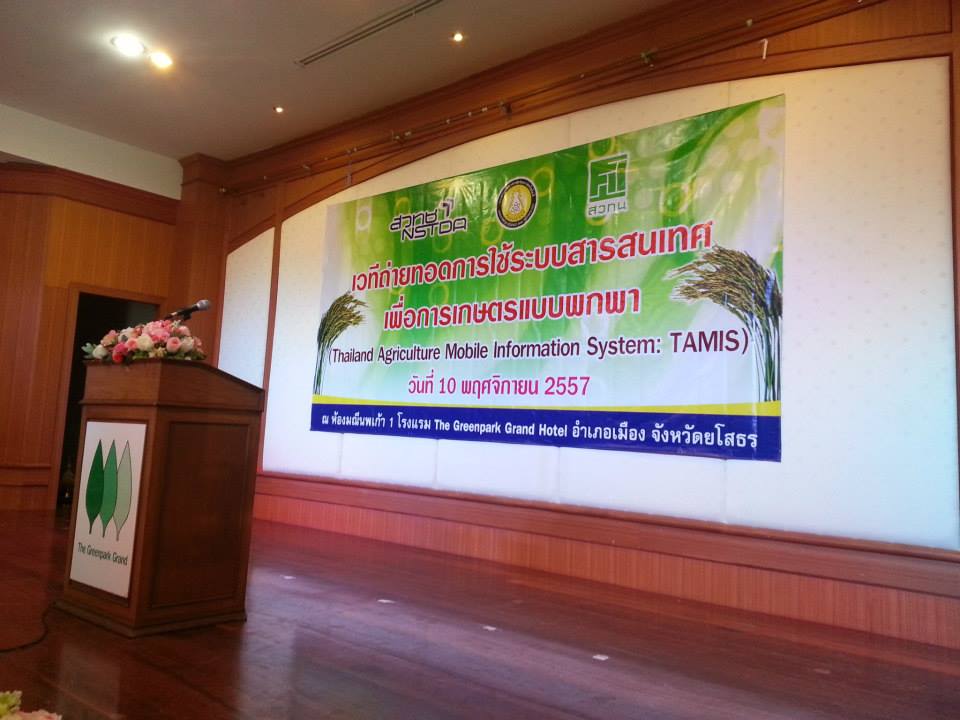 สวทช
NSTDA
สวทน
เวทีถ่ายทอดการใช้ระบบสารสนเทศ
เพื่อการเกษตรแบบพกพา
(Thailand Agriculture Mobile Information System: TAMIS)
วันที่ 10 พฤศจิกายน 2557
ณ ห้องมณีนพเก้า 1 โรงแรม The Greenpark Grand Hotel อำเภอเมือง จังหวัดยโสธร
The Greenpark Grand